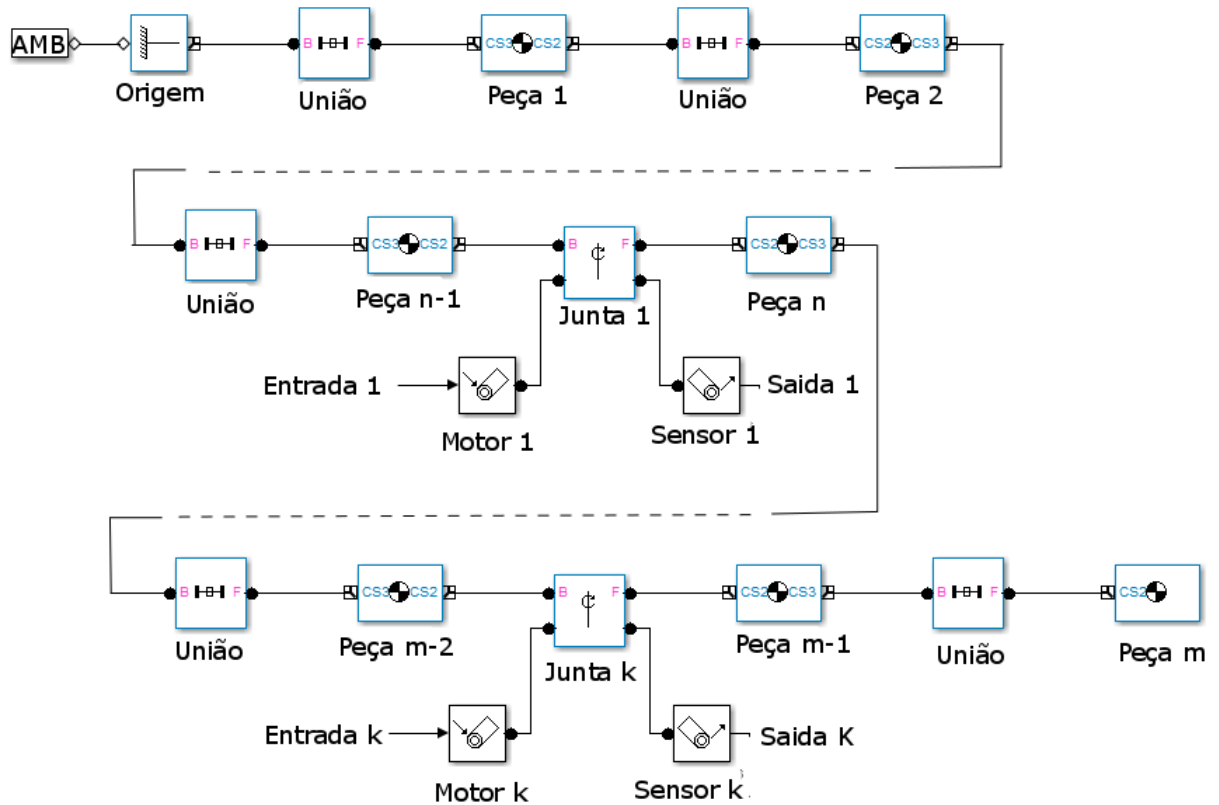 AMB
B F
CS3 CS2
B F
CS2 CS3
Origem
União
Peça 1
União
Peça 2
B F
CS3 CS2
B F
CS2 CS3
União
Peça n-1
Junta 1
Peça n
Entrada 1
Saida 1
Motor 1
Sensor 1
B F
CS3 CS2
B F
CS2 CS3
B F
CS2
União
Peça m-2
Junta k
Peça m-1
União
Peça m
Entrada k
Saida K
Motor k
Sensor k